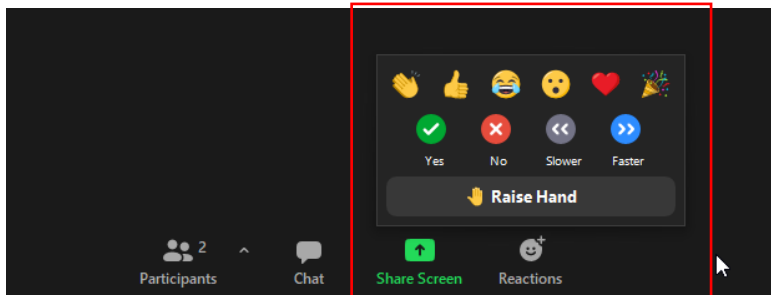 Yes No Slower Faster
Raise Hand
2
Participants Chat Share Screen Reactions